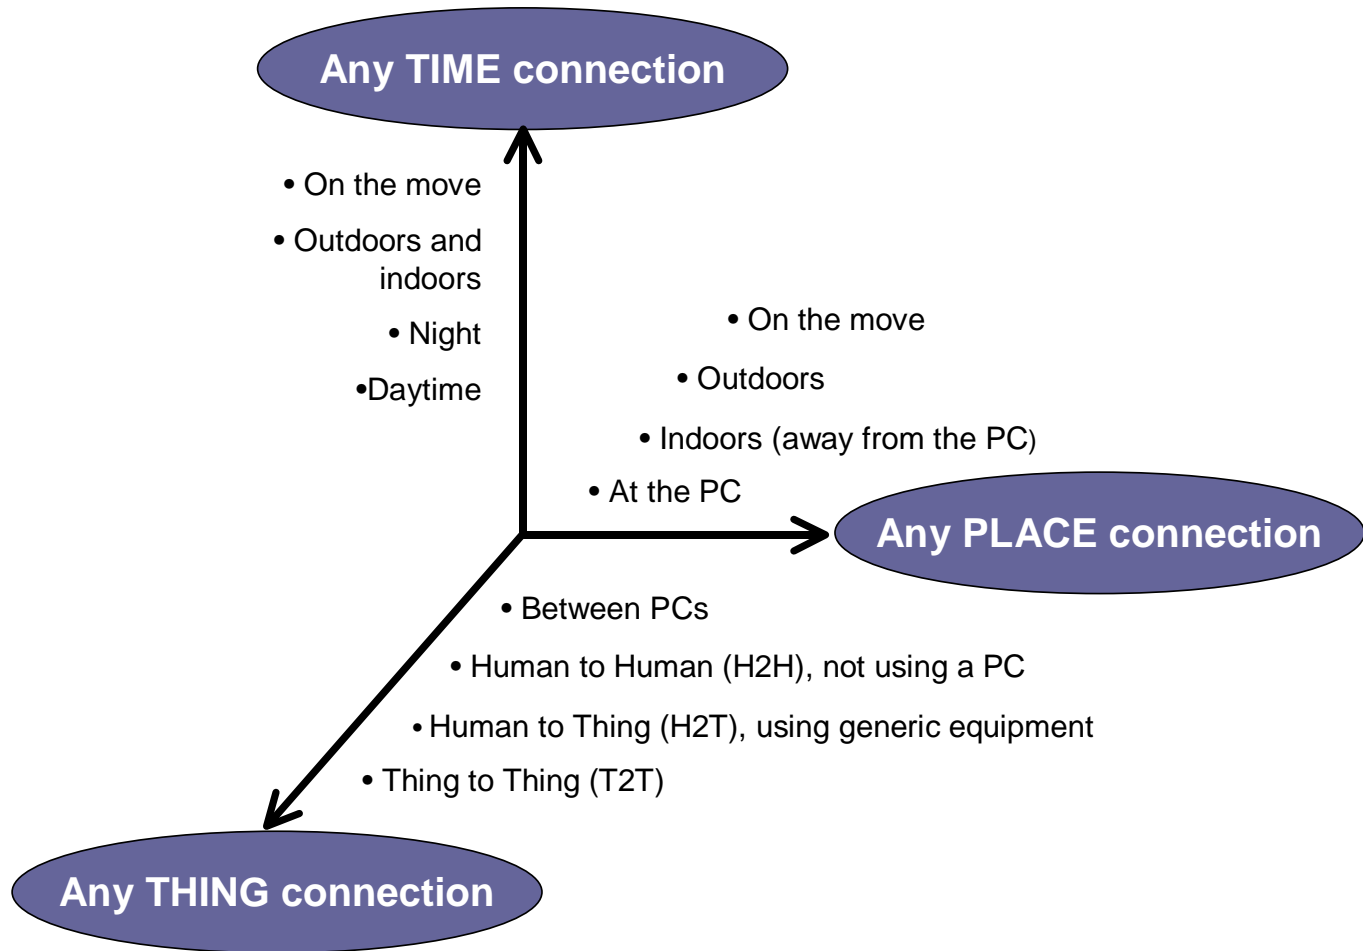 Any TIME connection
• On the move
• Outdoors and
indoors
• Night
•Daytime
• On the move
• Outdoors
• Indoors (away from the PC)
• At the PC
Any PLACE connection
• Between PCs
• Human to Human (H2H), not using a PC
• Human to Thing (H2T), using generic equipment
• Thing to Thing (T2T)
Any THING connection